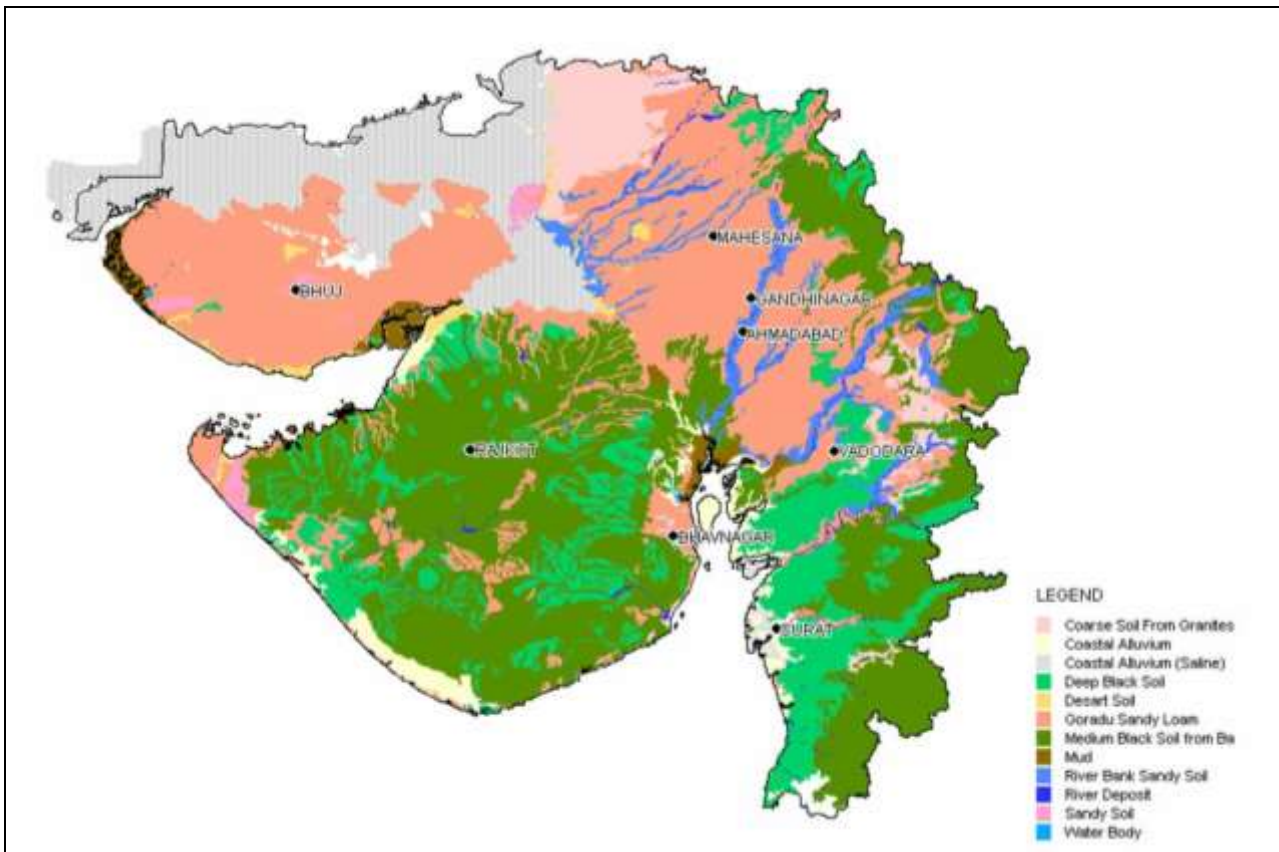 MAHESANA
BHUJ
GANDHINAGAR
AHMADABAD
RAJKOT
VADODARA
BHAVNAGAR
SURAT
LEGEND
Coarse Soil From Granites
Coastal Alluvium
Coastal Alluvium (Saline)
Deep Black Soil
Desart Soil
Goradu Sandy Loam
Medium Black Soil from Ba
Mud
River Bank Sandy Soil
River Deposit
Sandy Soil
Water Body